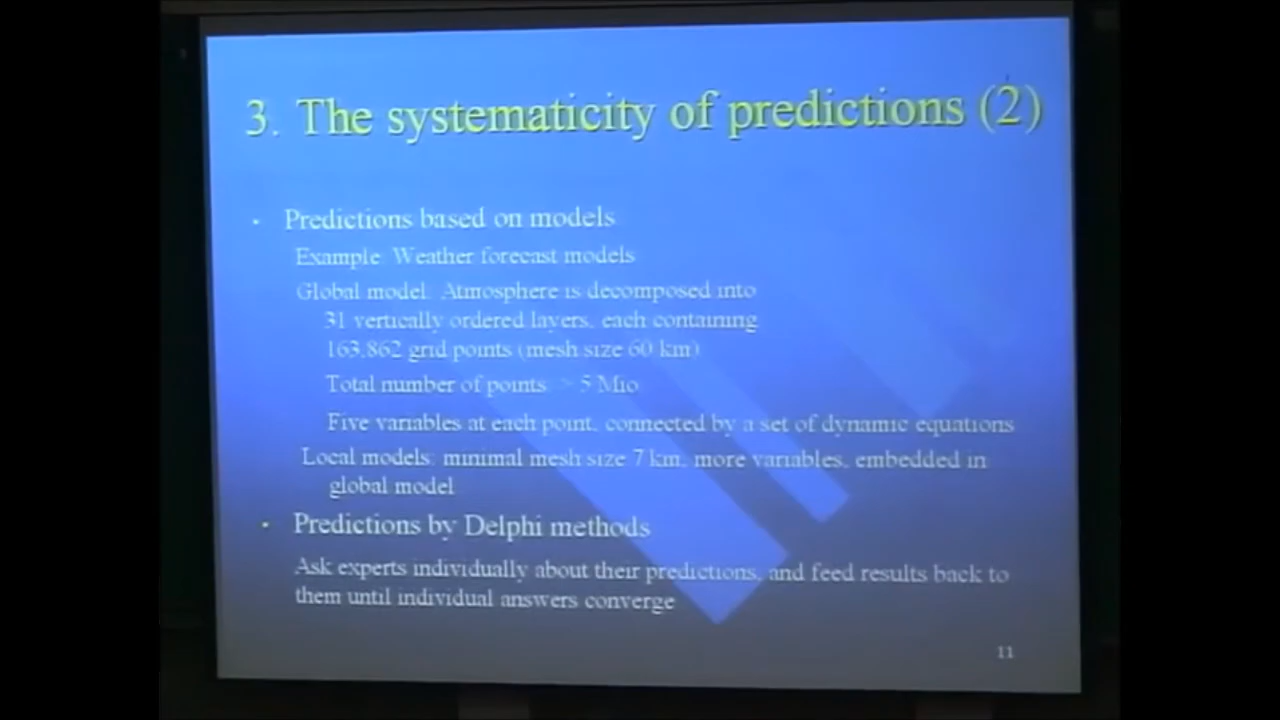 3. The systematicity of predictions (2)
• Predictions based on models
Example: Weather forecast models
Global model: Atmosphere is decomposed into
31 vertically ordered layers, each containing
163,862 grid points (mesh size 60 km)
Total number of points: > 5 Mio
Five variables at each point, connected by a set of dynamic equations
Local models: minimal mesh size 7 km, more variables, embedded in
global model
• Predictions by Delphi methods
Ask experts individually about their predictions, and feed results back to
them until individual answers converge
11